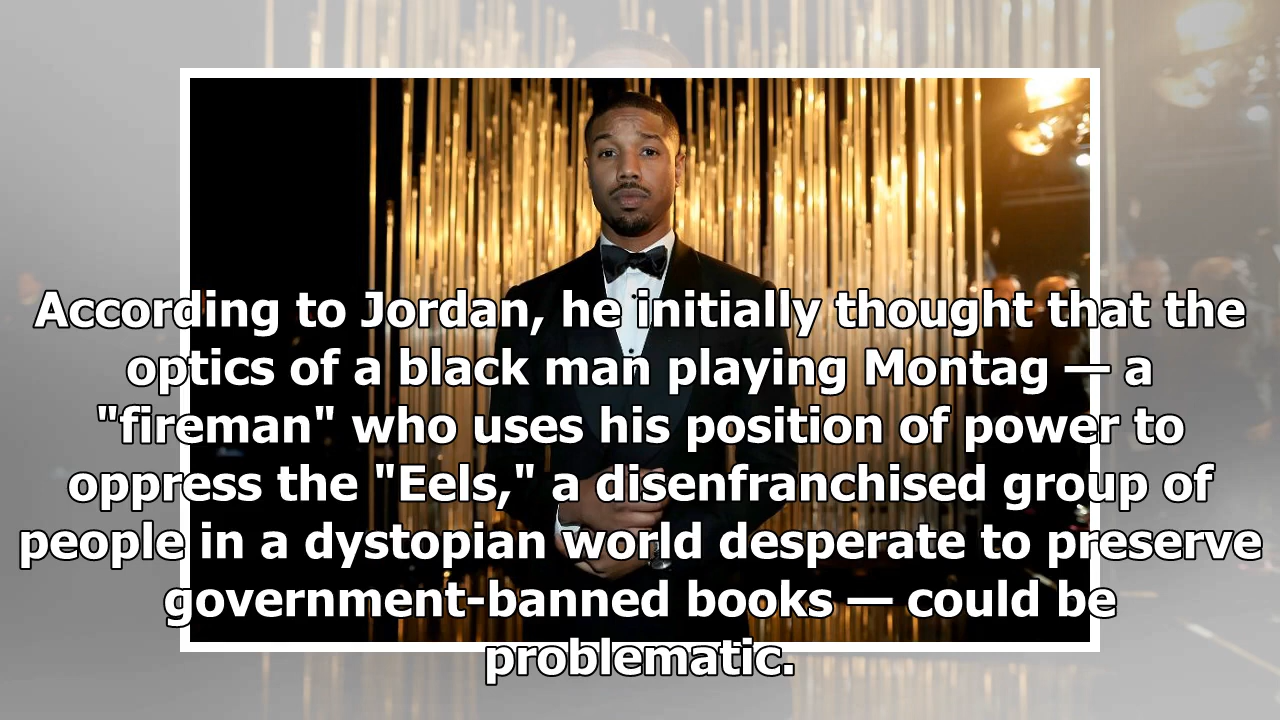 According to Jordan, he initially thought that the
optics of a black man playing Montag — a
"fireman" who uses his position of power to
oppress the "Eels," a disenfranchised group of
people in a dystopian world desperate to preserve
government-banned books — could be
problematic.